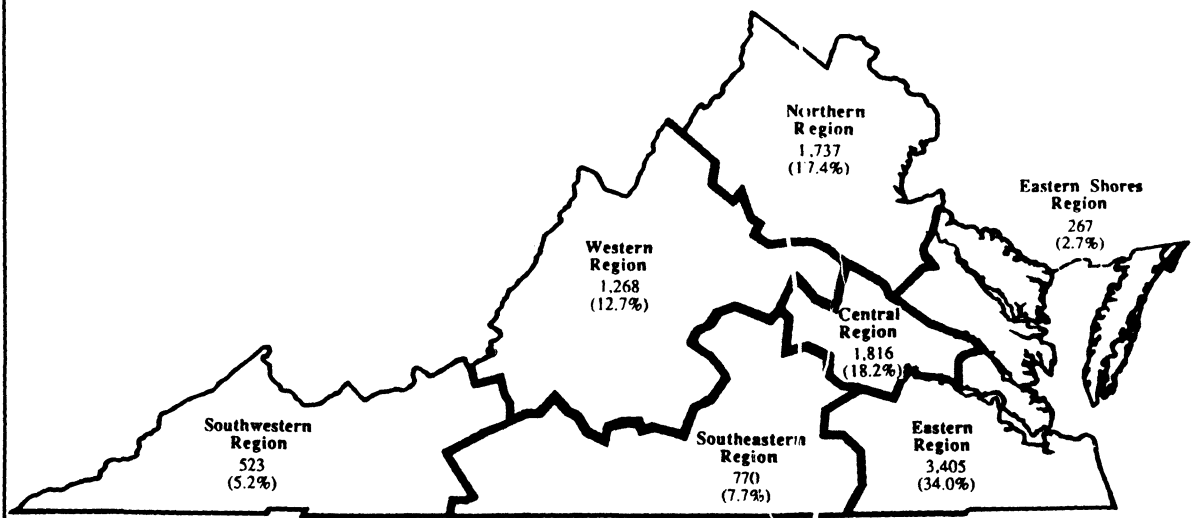 Northern
Region
1,737
(17.4%)
Eastern Shores
Region
267
(2.7%)
Western
Region
1,268
(12.7%)
Central
Region
1,816
(18.2%)
Southwestern
Region
523
(5.2%)
Southeastern
Region
770
(7.7%)
Eastern
Region
3,405
(34.0%)